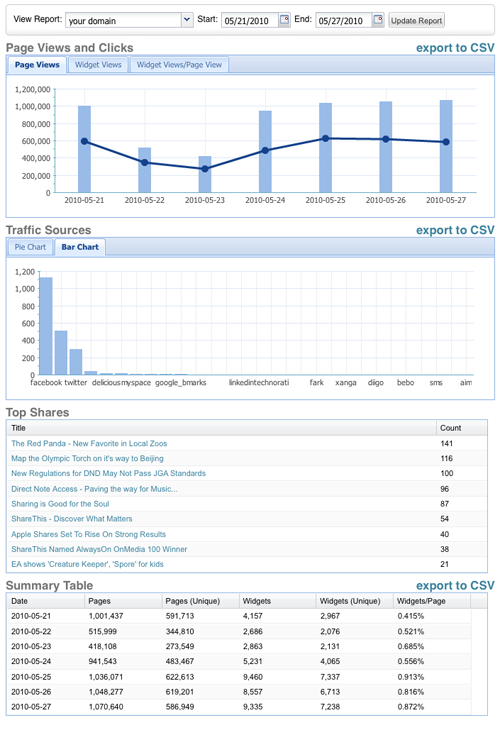 View Report: your domain Start: 05/21/2010 End: 05/27/2010 Update Report
Page Views and Clicks export to CSV
Page Views Widget Views Widget Views/Page View
1,200,000
1,000,000
800,000
600,000
400,000
200,000
0
2010-05-21 2010-05-22 2010-05-23 2010-05-24 2010-05-25 2010-05-26 2010-05-27
Traffic Sources export to CSV
Pie Chart Bar Chart
1,200
1,000
800
600
400
200
0
facebook twitter delicious myspace google_bmarks linkedin technorati fark xanga diigo bebo sms aim
Top Shares
Title Count
The Red Panda - New Favorite in Local Zoos 141
Map the Olympic Torch on it's way to Beijing 116
New Regulations for DND May Not Pass JGA Standards 100
Direct Note Access - Paving the way for Music... 96
Sharing is Good for the Soul 87
ShareThis - Discover What Matters 54
Apple Shares Set To Rise On Strong Results 40
ShareThis Named AlwaysOn OnMedia 100 Winner 38
EA shows 'Creature Keeper', 'Spore' for kids 21
Summary Table export to CSV
Date Pages Pages (Unique) Widgets Widgets (Unique) Widgets/Page
2010-05-21 1,001,437 591,713 4,157 2,967 0.415%
2010-05-22 515,999 344,810 2,686 2,076 0.521%
2010-05-23 418,108 273,549 2,863 2,131 0.685%
2010-05-24 941,543 483,467 5,231 4,065 0.556%
2010-05-25 1,036,071 622,613 9,460 7,337 0.913%
2010-05-26 1,048,277 619,201 8,557 6,713 0.816%
2010-05-27 1,070,640 586,949 9,335 7,238 0.872%